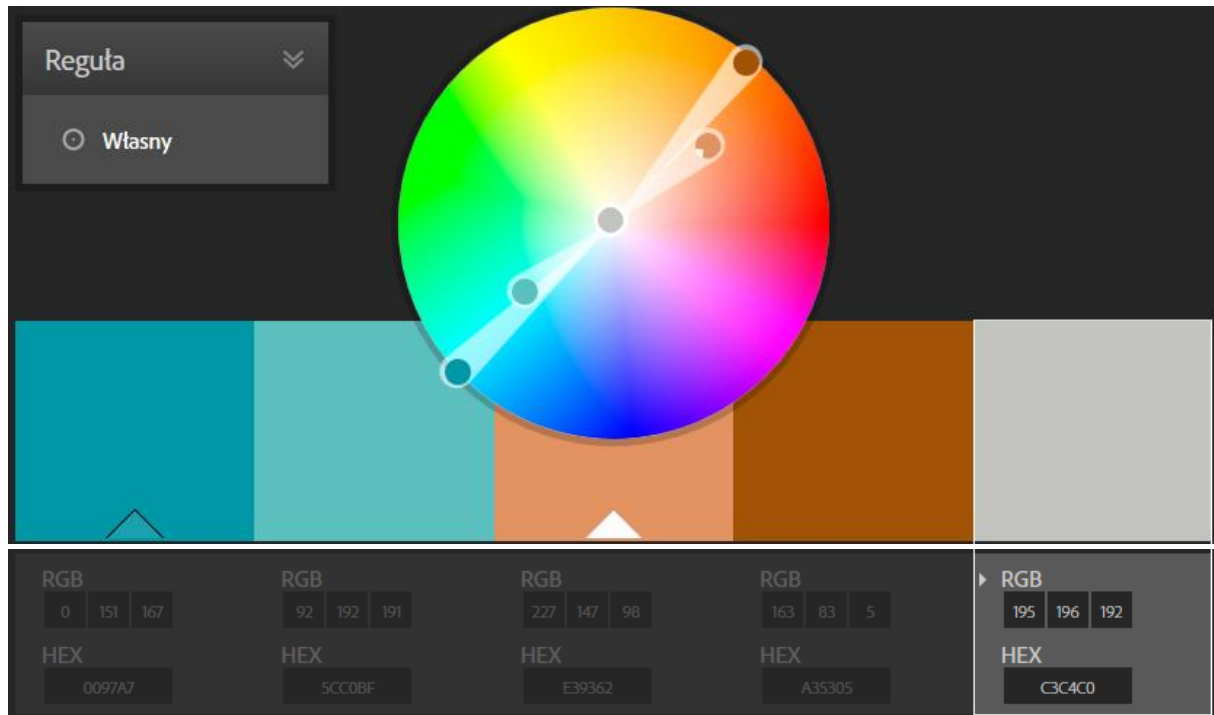 Reguła
Własny
RGB RGB RGB RGB RGB
0 151 167 92 192 191 227 147 98 163 83 5 195 196 192
HEX HEX HEX HEX HEX
0097A7 5CC0BF E39362 A35305 C3C4C0